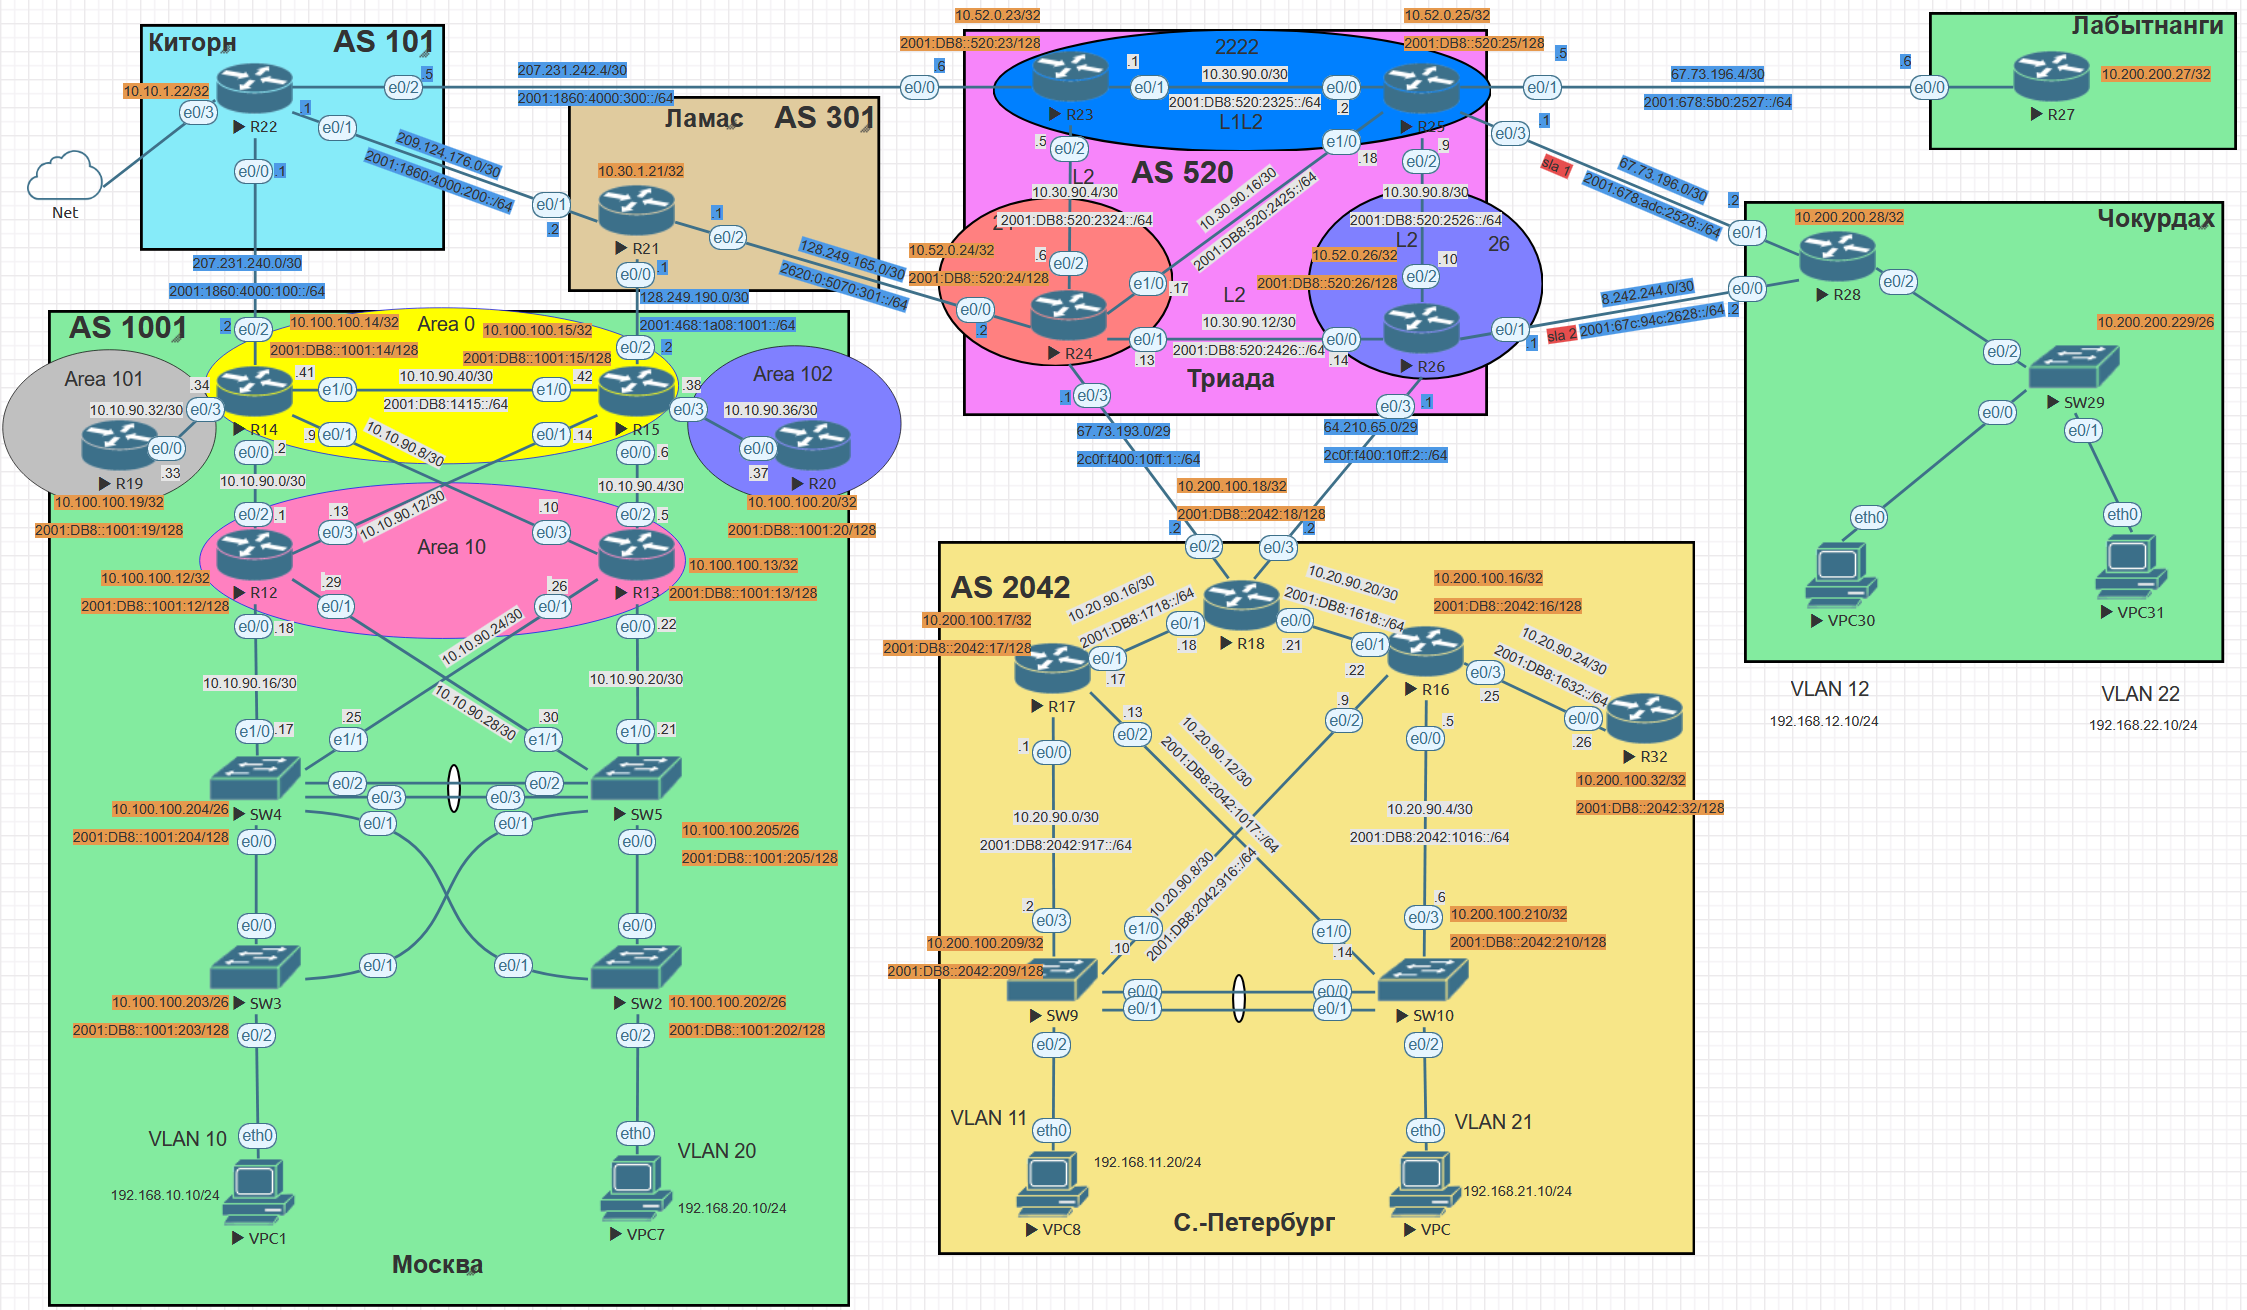 Киторн
AS 101
10.10.1.22/32
e0/3
R22
e0/2
.5
.1
e0/1
e0/0
.1
Net
207.231.242.4/30
2001:1860:4000:300::/64
209.124.176.0/30
2001:1860:4000:200::/64
207.231.240.0/30
2001:1860:4000:100::/64
Ламас
AS 301
10.30.1.21/32
e0/1
.2
R21
.1
e0/2
e0/0
.1
128.249.165.0/30
2620:0:5070:301::/64
128.249.190.0/30
2001:468:1a08:1001::/64
10.52.0.23/32
2001:DB8::520:23/128
10.52.0.25/32
2001:DB8::520:25/128
.6
e0/0
2222
R23
.1
e0/1
10.30.90.0/30
2001:DB8:520:2325::/64
e0/0
.2
L1L2
R25
.5
e0/1
e1/0
.18
.5
e0/2
L2
AS 520
10.30.90.4/30
2001:DB8:520:2324::/64
10.30.90.16/30
2001:DB8:520:2425::/64
.9
e0/2
10.30.90.8/30
2001:DB8:520:2526::/64
L2
26
10.52.0.24/32
2001:DB8::520:24/128
.6
e0/2
e1/0
.17
e0/0
.2
R24
e0/1
.13
L2
10.30.90.12/30
2001:DB8:520:2426::/64
10.52.0.26/32
2001:DB8::520:26/128
.10
e0/2
e0/0
.14
R26
e0/1
.1
Триада
.1
e0/3
e0/3
.1
67.73.196.4/30
2001:678:5b0:2527::/64
Лабытнанги
.6
e0/0
R27
10.200.200.27/32
.1
e0/3
sla 1
67.73.196.0/30
2001:678:adc:2528::/64
8.242.244.0/30
sla 2
2001:67c:94c:2628::/64
Чокурдах
10.200.200.28/32
.2
e0/1
e0/0
.2
R28
e0/2
10.200.200.229/26
e0/2
SW29
e0/0
e0/1
eth0
eth0
VPC30
VPC31
VLAN 12
192.168.12.10/24
VLAN 22
192.168.22.10/24
AS 1001
.2
e0/2
10.100.100.14/32
Area 0
10.100.100.15/32
2001:DB8::1001:14/128
2001:DB8::1001:15/128
e0/2
.2
Area 101
10.10.90.32/30
.34
e0/3
R14
.41
e1/0
10.10.90.40/30
2001:DB8:1415::/64
e1/0
.42
R15
.38
e0/3
Area 102
10.10.90.36/30
R19
e0/0
.33
10.100.100.19/32
2001:DB8::1001:19/128
e0/0
.37
R20
10.100.100.20/32
2001:DB8::1001:20/128
.9
e0/1
10.10.90.8/30
e0/1
.14
e0/0
.2
10.10.90.0/30
e0/0
.6
10.10.90.4/30
e0/2
.1
.13
e0/3
10.10.90.12/30
.10
e0/3
e0/2
.5
Area 10
10.100.100.12/32
R12
2001:DB8::1001:12/128
R13
10.100.100.13/32
2001:DB8::1001:13/128
.29
e0/1
.26
e0/1
e0/0
.18
e0/0
.22
10.10.90.24/30
10.10.90.28/30
10.10.90.16/30
10.10.90.20/30
.25
e1/1
.30
e1/1
e1/0
.17
e1/0
.21
e0/2
e0/3
e0/2
e0/3
e0/1
e0/1
10.100.100.204/26
SW4
2001:DB8::1001:204/128
e0/0
SW5
10.100.100.205/26
2001:DB8::1001:205/128
e0/0
e0/0
e0/0
e0/1
e0/1
10.100.100.203/26
SW3
2001:DB8::1001:203/128
e0/2
SW2
10.100.100.202/26
2001:DB8::1001:202/128
e0/2
VLAN 10
eth0
192.168.10.10/24
VPC1
eth0
VLAN 20
192.168.20.10/24
VPC7
Москва
67.73.193.0/29
2c0f:f400:10ff:1::/64
64.210.65.0/29
2c0f:f400:10ff:2::/64
10.200.100.18/32
2001:DB8::2042:18/128
.2
e0/2
.2
e0/3
AS 2042
R18
e0/1
.18
e0/0
.21
10.20.90.16/30
2001:DB8:1718::/64
10.20.90.20/30
2001:DB8:1618::/64
10.200.100.17/32
2001:DB8::2042:17/128
e0/1
.17
R17
10.200.100.16/32
2001:DB8::2042:16/128
e0/1
.22
R16
e0/3
.25
10.20.90.24/30
2001:DB8:1632::/64
e0/0
.26
R32
10.200.100.32/32
2001:DB8::2042:32/128
.1
e0/0
.13
e0/2
.9
e0/2
.5
e0/0
10.20.90.12/30
2001:DB8:2042:1017::/64
10.20.90.0/30
2001:DB8:2042:917::/64
10.20.90.4/30
2001:DB8:2042:1016::/64
10.20.90.8/30
2001:DB8:2042:916::/64
.2
e0/3
e1/0
.10
e1/0
.14
.6
e0/3
10.200.100.209/32
2001:DB8::2042:209/128
SW9
10.200.100.210/32
2001:DB8::2042:210/128
SW10
e0/0
e0/1
e0/0
e0/1
e0/2
e0/2
VLAN 11
eth0
192.168.11.20/24
VPC8
eth0
VLAN 21
192.168.21.10/24
VPC
С.-Петербург